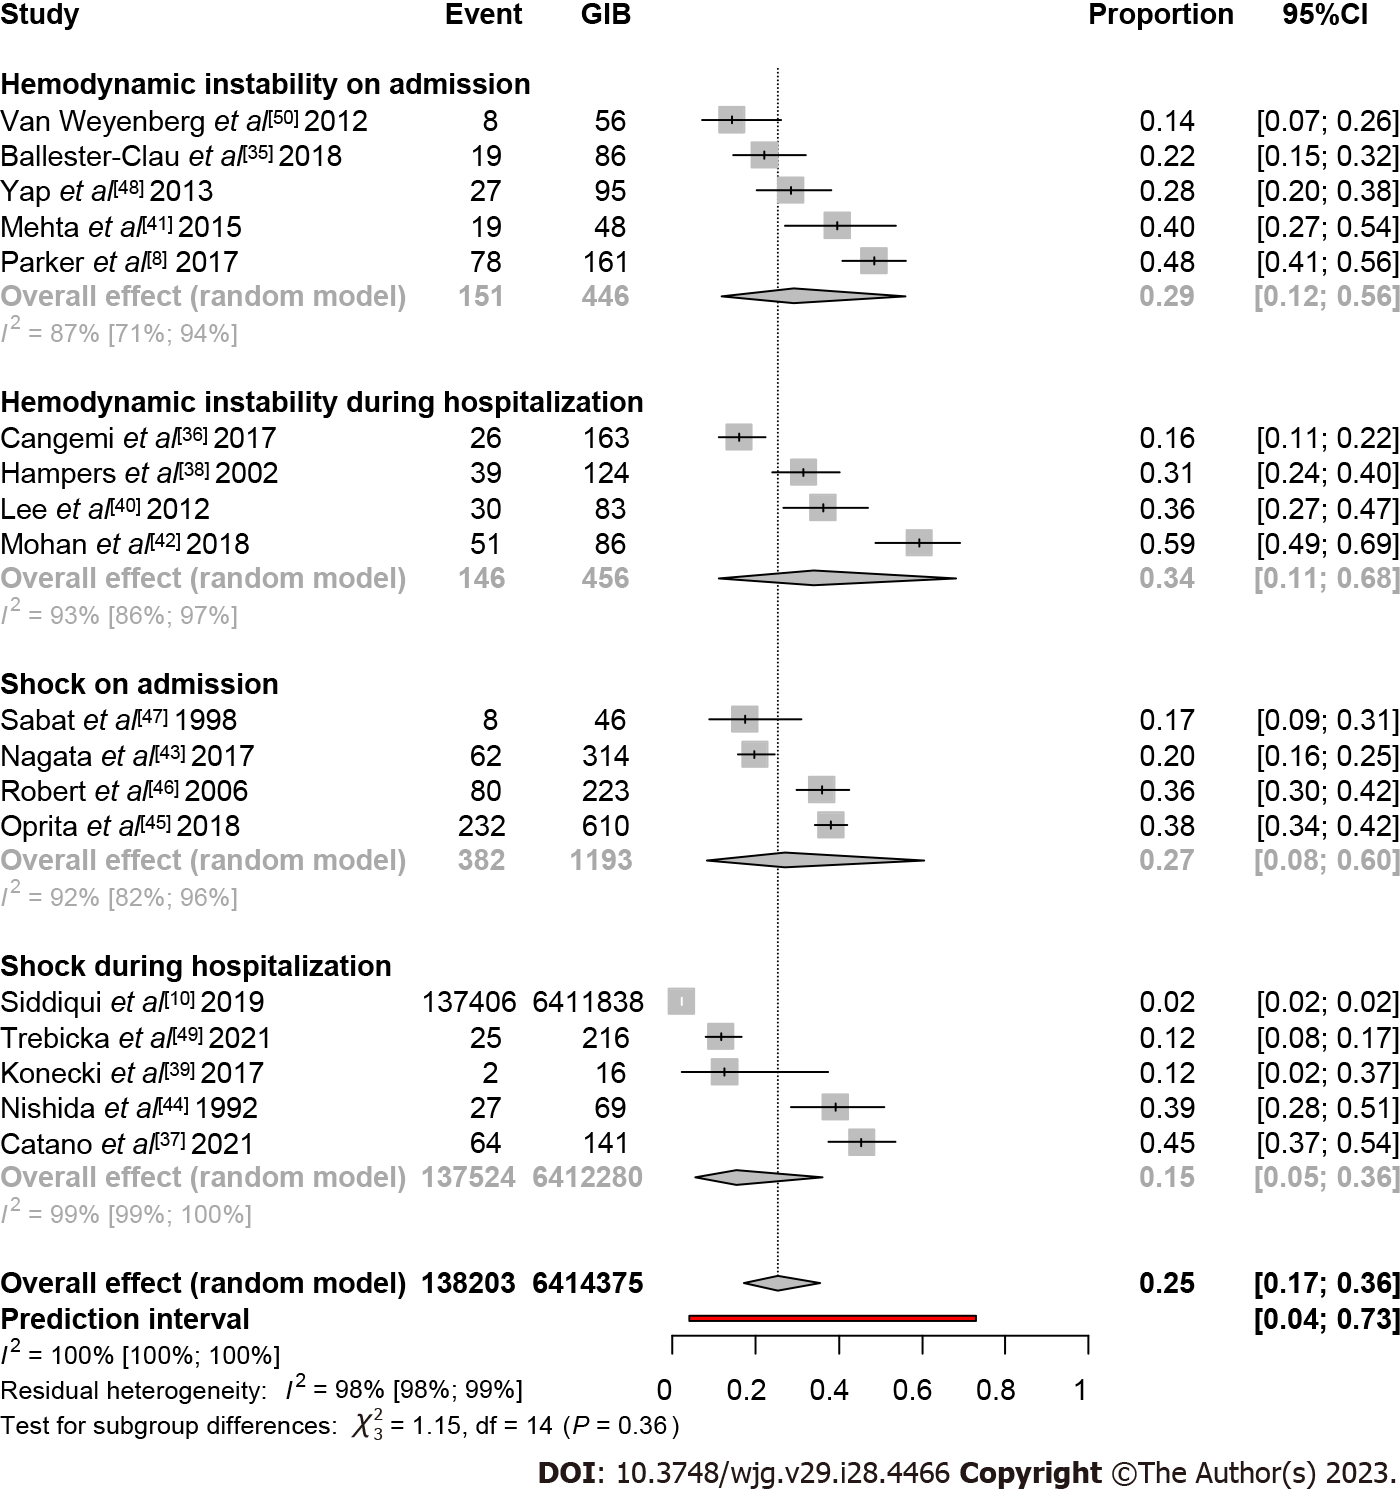 Study Event GIB Proportion 95%CI
Hemodynamic instability on admission
Van Weyenberg et al[50] 2012 8 56 0.14 [0.07; 0.26]
Ballester-Clau et al[35] 2018 19 86 0.22 [0.15; 0.32]
Yap et al[48] 2013 27 95 0.28 [0.20; 0.38]
Mehta et al[41] 2015 19 48 0.40 [0.27; 0.54]
Parker et al[8] 2017 78 161 0.48 [0.41; 0.56]
Overall effect (random model) 151 446 0.29 [0.12; 0.56]
I² = 87% [71%; 94%]
Hemodynamic instability during hospitalization
Cangemi et al[36] 2017 26 163 0.16 [0.11; 0.22]
Hampers et al[38] 2002 39 124 0.31 [0.24; 0.40]
Lee et al[40] 2012 30 83 0.36 [0.27; 0.47]
Mohan et al[42] 2018 51 86 0.59 [0.49; 0.69]
Overall effect (random model) 146 456 0.34 [0.11; 0.68]
I² = 93% [86%; 97%]
Shock on admission
Sabat et al[47] 1998 8 46 0.17 [0.09; 0.31]
Nagata et al[43] 2017 62 314 0.20 [0.16; 0.25]
Robert et al[46] 2006 80 223 0.36 [0.30; 0.42]
Oprita et al[45] 2018 232 610 0.38 [0.34; 0.42]
Overall effect (random model) 382 1193 0.27 [0.08; 0.60]
I² = 92% [82%; 96%]
Shock during hospitalization
Siddiqui et al[10] 2019 137406 6411838 0.02 [0.02; 0.02]
Trebicka et al[49] 2021 25 216 0.12 [0.08; 0.17]
Konecki et al[39] 2017 2 16 0.12 [0.02; 0.37]
Nishida et al[44] 1992 27 69 0.39 [0.28; 0.51]
Catano et al[37] 2021 64 141 0.45 [0.37; 0.54]
Overall effect (random model) 137524 6412280 0.15 [0.05; 0.36]
I² = 99% [99%; 100%]
Overall effect (random model) 138203 6414375 0.25 [0.17; 0.36]
Prediction interval [0.04; 0.73]
I² = 100% [100%; 100%]
Residual heterogeneity: I² = 98% [98%; 99%]
0 0.2 0.4 0.6 0.8 1
Test for subgroup differences: χ²₃ = 1.15, df = 14 (P = 0.36)
DOI: 10.3748/wjg.v29.i28.4466 Copyright ©The Author(s) 2023.